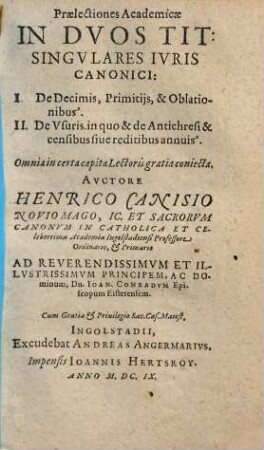 Prælectiones Academicæ
IN DVOS TIT:
SINGVLARES IVRIS
CANONICI:
I. De Decimis, Primitijs, & Oblatio-
nibus.
II. De Vsuris. in quo & de Antichresi &
censibus siue reditibus annuis.
Omnia in certa capita Lectoris gratia coniecta,
AVCTORE
HENRICO CANISIO
NOVIOMAGO, IC. ET SACRORVM
CANONVM IN CATHOLICA ET CE-
leberrima Academia Ingolstadiensi Professore
Ordinario, & Primario
AD REVERENDISSIMVM ET IL-
LVSTRISSIMVM PRINCIPEM, AC DO-
minum, Dn. IOAN. CONRADVM Epi-
scopum Eistetensem.
Cum Gratia & Priuilegio Sac. Cæs. Maiest.
INGOLSTADII,
Excudebat ANDREAS ANGERMARIVS.
Impensis IOANNIS HERTSROY.
ANNO M. DC. IX.